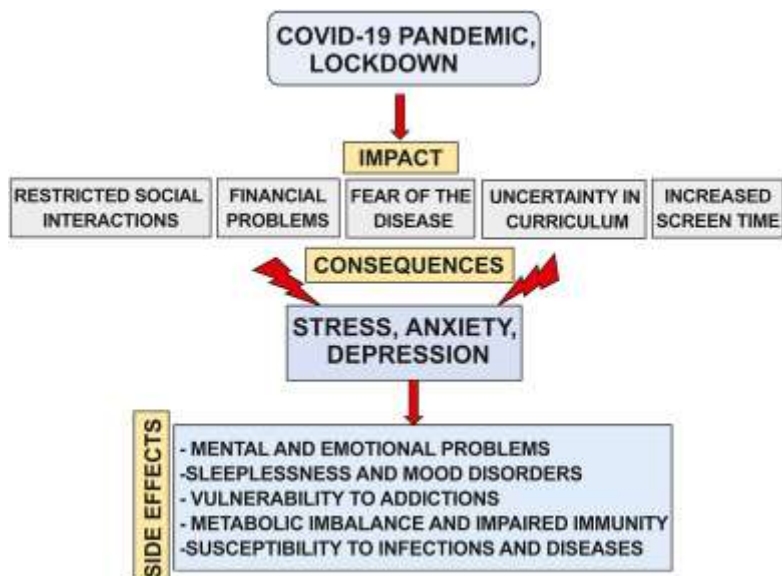 COVID-19 PANDEMIC,
LOCKDOWN
IMPACT
RESTRICTED SOCIAL
INTERACTIONS
FINANCIAL
PROBLEMS
FEAR OF THE
DISEASE
UNCERTAINTY IN
CURRICULUM
INCREASED
SCREEN TIME
CONSEQUENCES
STRESS, ANXIETY,
DEPRESSION
SIDE EFFECTS
- MENTAL AND EMOTIONAL PROBLEMS
-SLEEPLESSNESS AND MOOD DISORDERS
- VULNERABILITY TO ADDICTIONS
- METABOLIC IMBALANCE AND IMPAIRED IMMUNITY
-SUSCEPTIBILITY TO INFECTIONS AND DISEASES